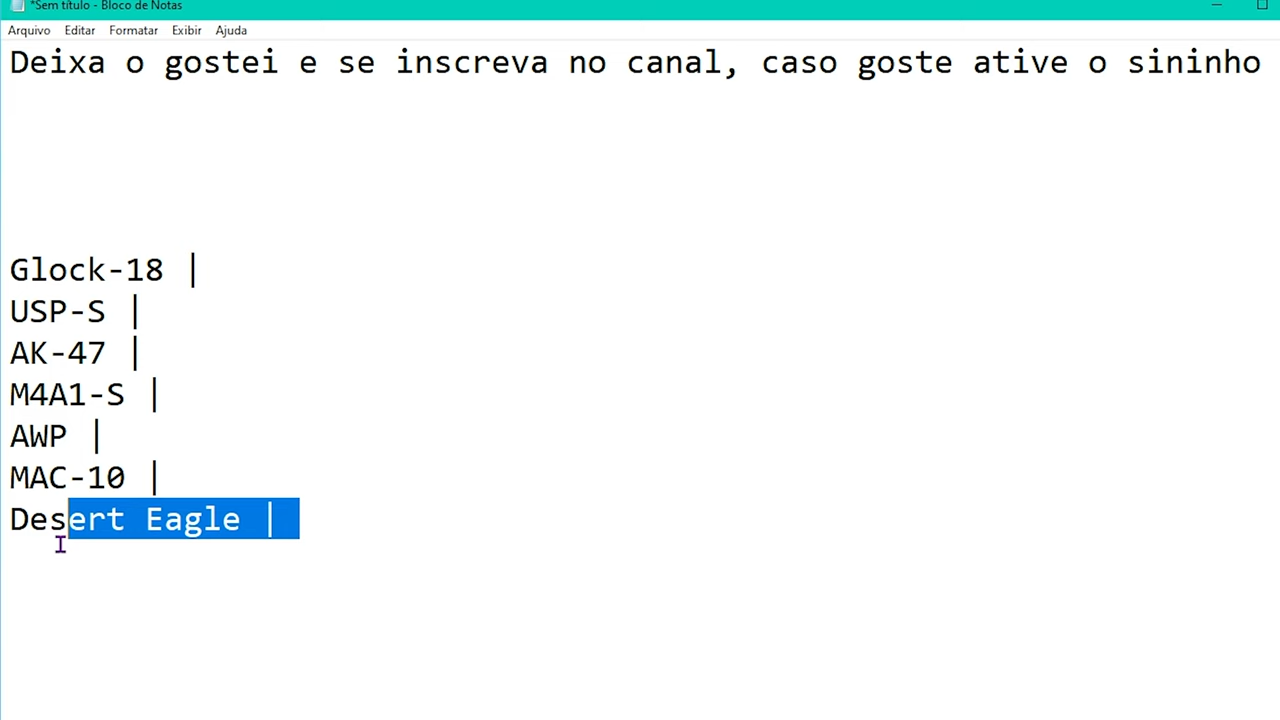 *Sem título - Bloco de Notas
Arquivo Editar Formatar Exibir Ajuda
Deixa o gostei e se inscreva no canal, caso goste ative o sininho
Glock-18 |
USP-S |
AK-47 |
M4A1-S |
AWP |
MAC-10 |
Desert Eagle |